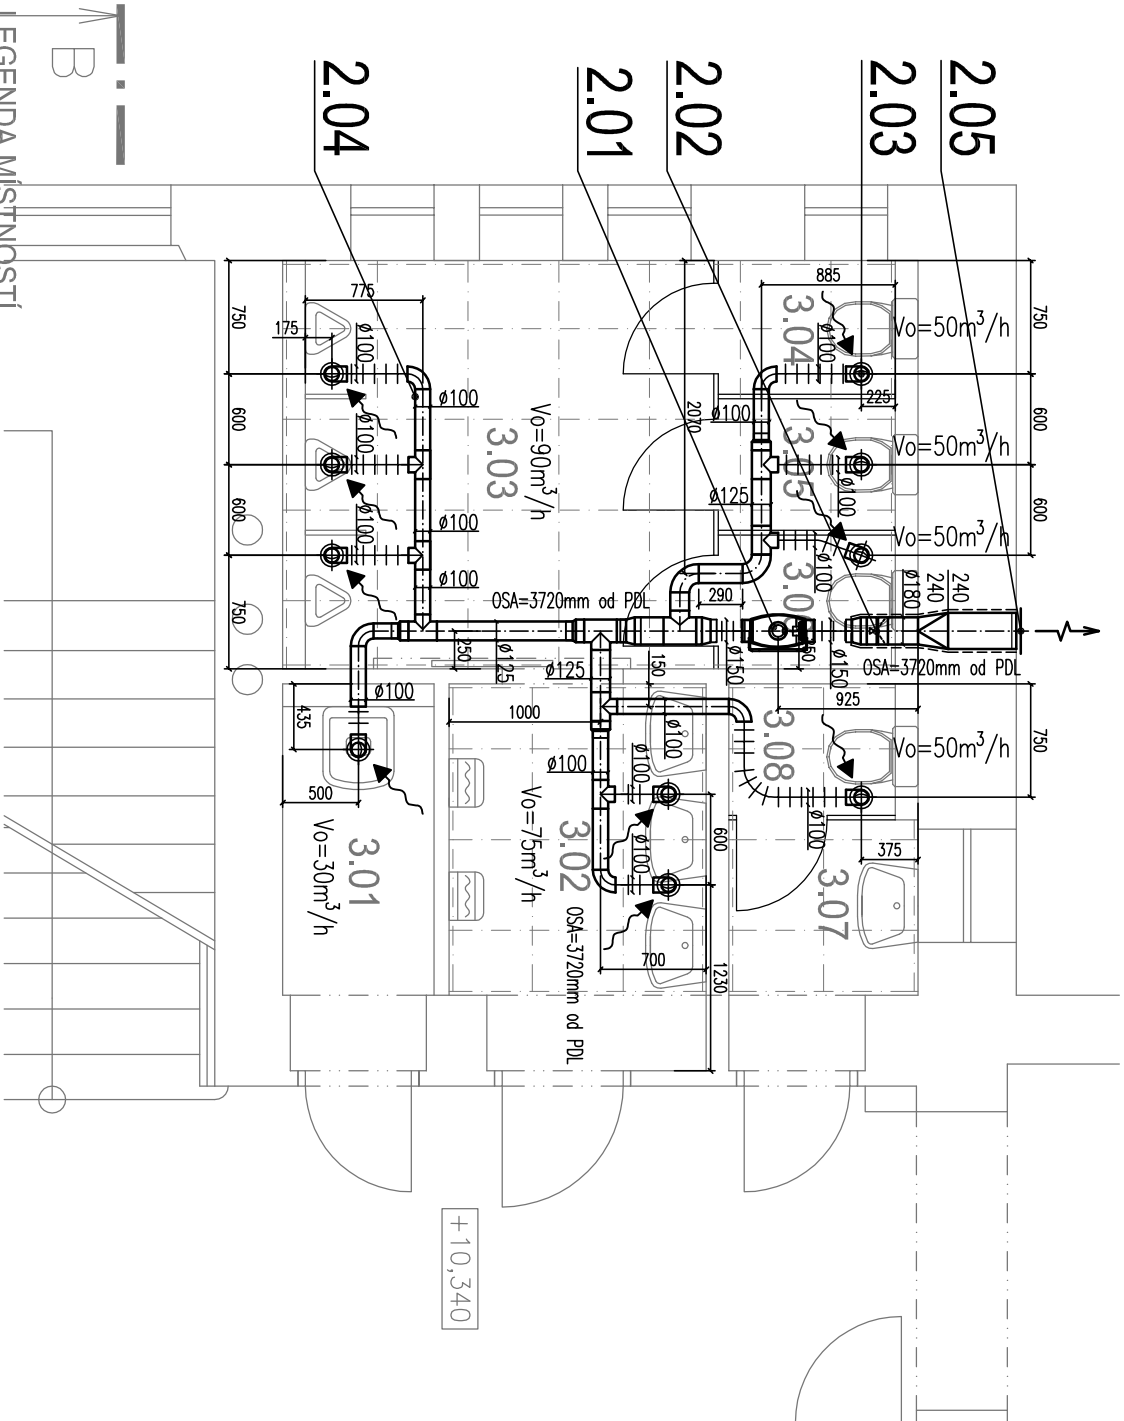 B
LEGENDA MÍSTNOSTÍ
2.04
2.01
2.02
2.03
2.05
750
600
600
750
750
600
600
750
775
175
885
225
2070
290
ø100
ø100
ø100
ø100
ø100
ø100
ø100
ø125
ø100
ø100
ø100
ø180
240
240
3.04
3.05
3.03
Vo=90m³/h
Vo=50m³/h
Vo=50m³/h
Vo=50m³/h
Vo=50m³/h
OSA=3720mm od PDL
OSA=3720mm od PDL
OSA=3720mm od PDL
250
ø125
ø125
150
ø150
ø150
925
ø100
435
500
1000
ø100
ø100
ø100
ø100
ø100
600
700
1230
375
3.08
3.07
3.02
Vo=75m³/h
3.01
Vo=30m³/h
+10,340